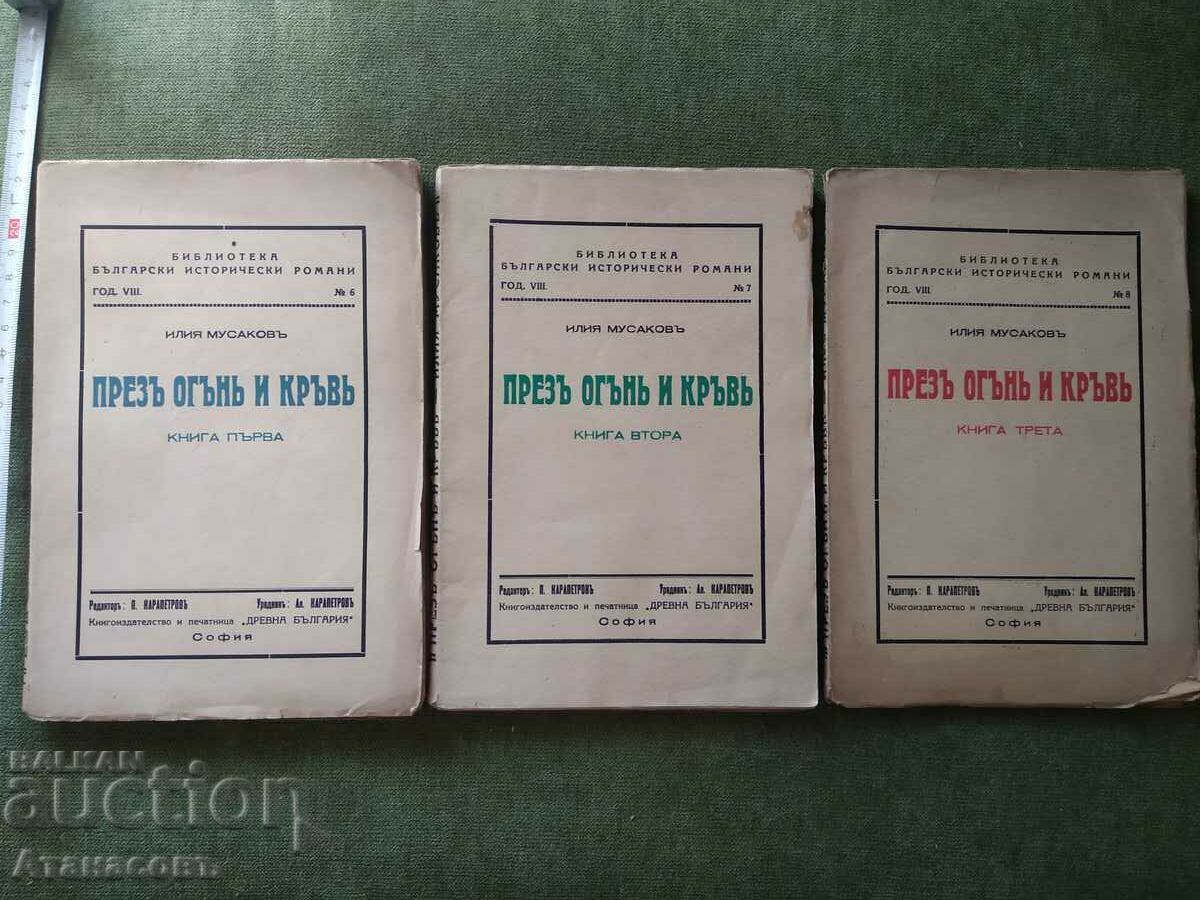 БИБЛИОТЕКА
БЪЛГАРСКИ ИСТОРИЧЕСКИ РОМАНИ
ГОД. VIII. № 6
ИЛИЯ МУСАКОВЪ
ПРЕЗЪ ОГЪНЬ И КРЪВЬ
КНИГА ПЪРВА
Редакторъ: П. КАРАПЕТРОВЪ Уредникъ: Ал. КАРАПЕТРОВЪ
Книгоиздателство и печатница „ДРЕВНА БЪЛГАРИЯ"
София
БИБЛИОТЕКА
БЪЛГАРСКИ ИСТОРИЧЕСКИ РОМАНИ
ГОД. VIII. № 7
ИЛИЯ МУСАКОВЪ
ПРЕЗЪ ОГЪНЬ И КРЪВЬ
КНИГА ВТОРА
Редакторъ: П. КАРАПЕТРОВЪ Уредникъ: Ал. КАРАПЕТРОВЪ
Книгоиздателство и печатница „ДРЕВНА БЪЛГАРИЯ"
София
БИБЛИОТЕКА
БЪЛГАРСКИ ИСТОРИЧЕСКИ РОМАНИ
ГОД. VIII. № 8
ИЛИЯ МУСАКОВЪ
ПРЕЗЪ ОГЪНЬ И КРЪВЬ
КНИГА ТРЕТА
Редакторъ: П. КАРАПЕТРОВЪ Уредникъ: Ал. КАРАПЕТРОВЪ
Книгоиздателство и печатница „ДРЕВНА БЪЛГАРИЯ"
София
BALKAN
auction
Атанасовъ